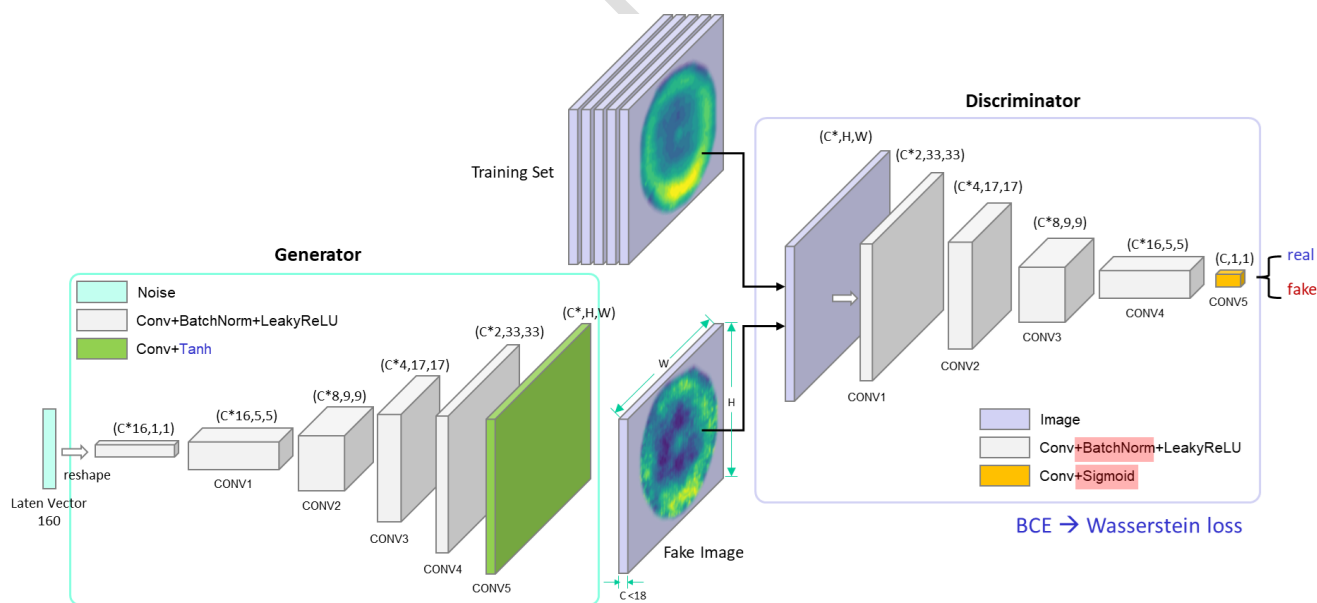 Training Set
Discriminator
(C*,H,W)
(C*2,33,33)
(C*4,17,17)
(C*8,9,9)
(C*16,5,5)
(C,1,1)
real
fake
CONV1
CONV2
CONV3
CONV4
CONV5
Image
Conv+BatchNorm+LeakyReLU
Conv+Sigmoid
BCE → Wasserstein loss
Generator
Noise
Conv+BatchNorm+LeakyReLU
Conv+Tanh
(C*,H,W)
(C*2,33,33)
(C*4,17,17)
(C*8,9,9)
(C*16,5,5)
(C*16,1,1)
reshape
Laten Vector
160
CONV1
CONV2
CONV3
CONV4
CONV5
W
H
Fake Image
C <18